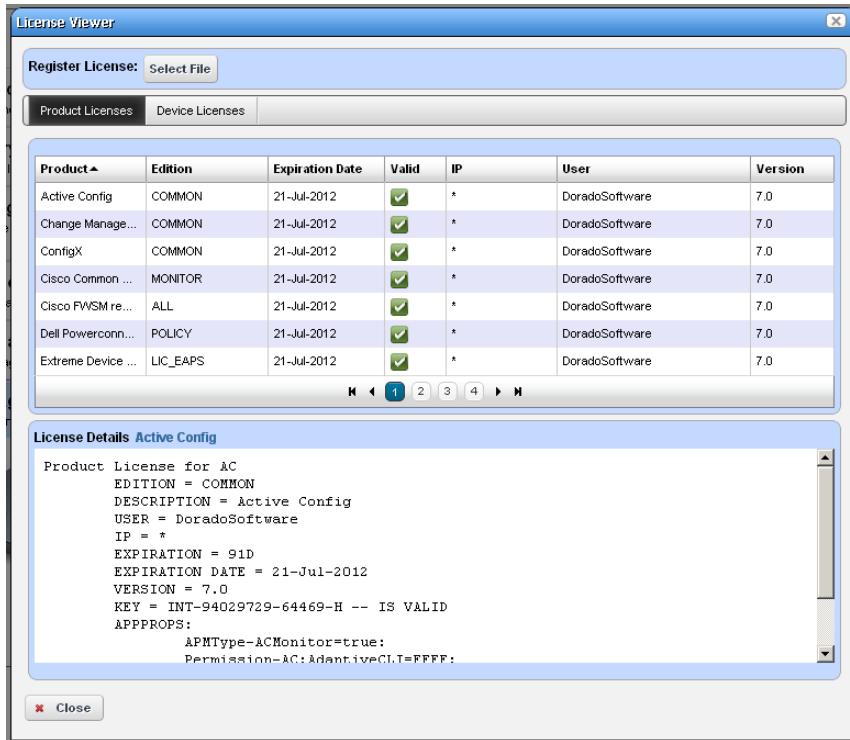 License Viewer
Register License: Select File
Product Licenses Device Licenses
Product Edition Expiration Date Valid IP User Version
Active Config COMMON 21-Jul-2012 * DoradoSoftware 7.0
Change Manage... COMMON 21-Jul-2012 * DoradoSoftware 7.0
ConfigX COMMON 21-Jul-2012 * DoradoSoftware 7.0
Cisco Common ... MONITOR 21-Jul-2012 * DoradoSoftware 7.0
Cisco FWSM re... ALL 21-Jul-2012 * DoradoSoftware 7.0
Dell Powerconn... POLICY 21-Jul-2012 * DoradoSoftware 7.0
Extreme Device ... LIC_EAPS 21-Jul-2012 * DoradoSoftware 7.0
1 2 3 4
License Details Active Config
Product License for AC
EDITION = COMMON
DESCRIPTION = Active Config
USER = DoradoSoftware
IP = *
EXPIRATION = 91D
EXPIRATION DATE = 21-Jul-2012
VERSION = 7.0
KEY = INT-94029729-64469-H -- IS VALID
APPPROPS:
APMType-ACMonitor=true:
Permission-AC:AdaptiveCLI=FFFF:
Close